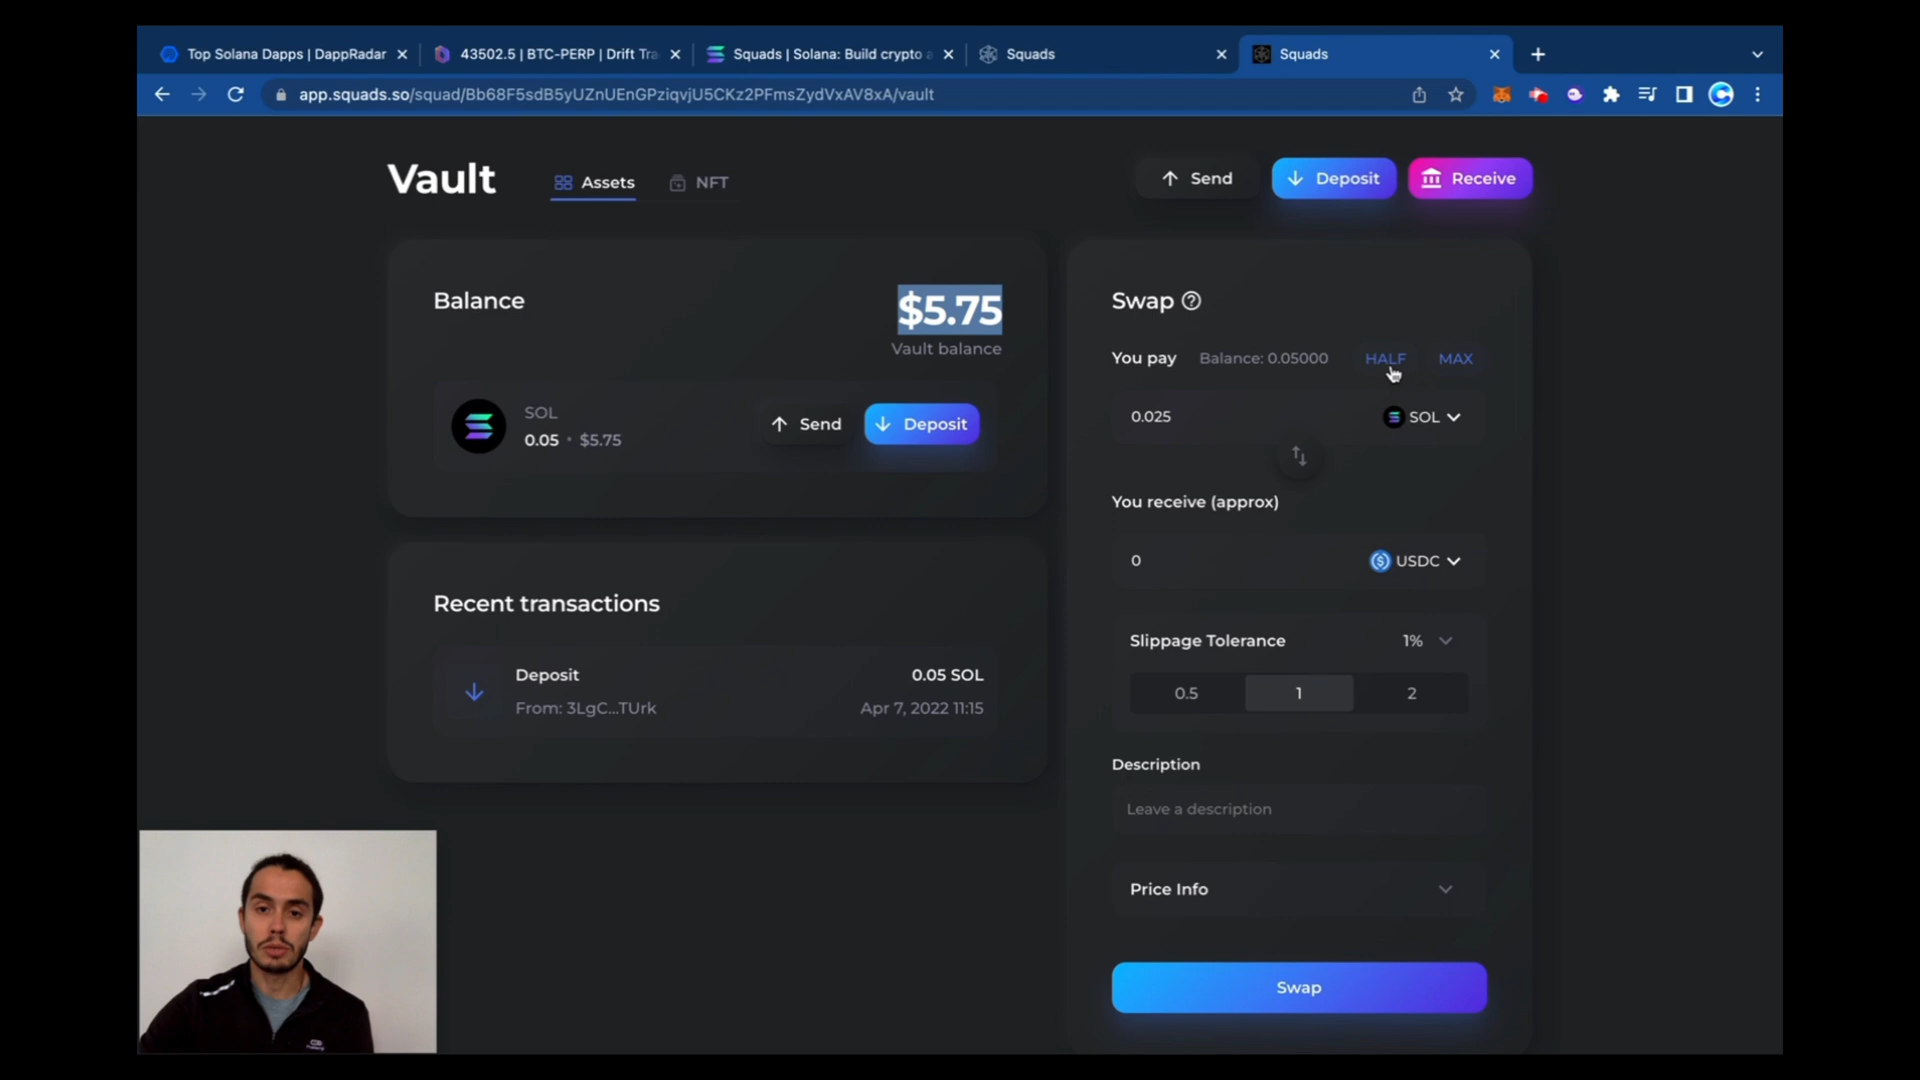 Top Solana Dapps | DappRadar
43502.5 | BTC-PERP | Drift Tra
Squads | Solana: Build crypto a
Squads
Squads
app.squads.so/squad/Bb68F5sdB5yUZnUEnGPziqvjU5CKz2PFmsZydVxAV8xA/vault
Vault
Assets
NFT
Send
Deposit
Receive
Balance
$5.75
Vault balance
SOL
0.05 • $5.75
Send
Deposit
Recent transactions
Deposit
0.05 SOL
From: 3LgC...TUrk
Apr 7, 2022 11:15
Swap
You pay
Balance: 0.05000
HALF
MAX
0.025
SOL
You receive (approx)
0
USDC
Slippage Tolerance
1%
0.5
1
2
Description
Leave a description
Price Info
Swap